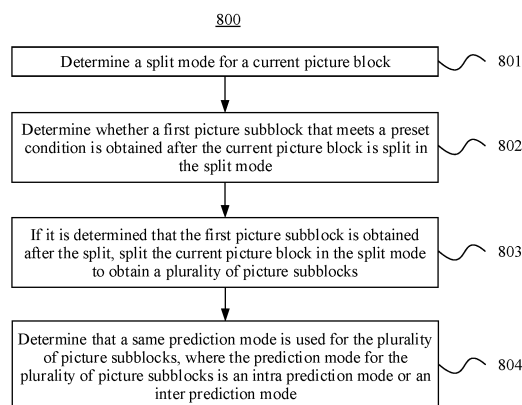 800
Determine a split mode for a current picture block
801
Determine whether a first picture subblock that meets a preset
condition is obtained after the current picture block is split in
the split mode
802
If it is determined that the first picture subblock is obtained
after the split, split the current picture block in the split mode
to obtain a plurality of picture subblocks
803
Determine that a same prediction mode is used for the plurality
of picture subblocks, where the prediction mode for the
plurality of picture subblocks is an intra prediction mode or an
inter prediction mode
804